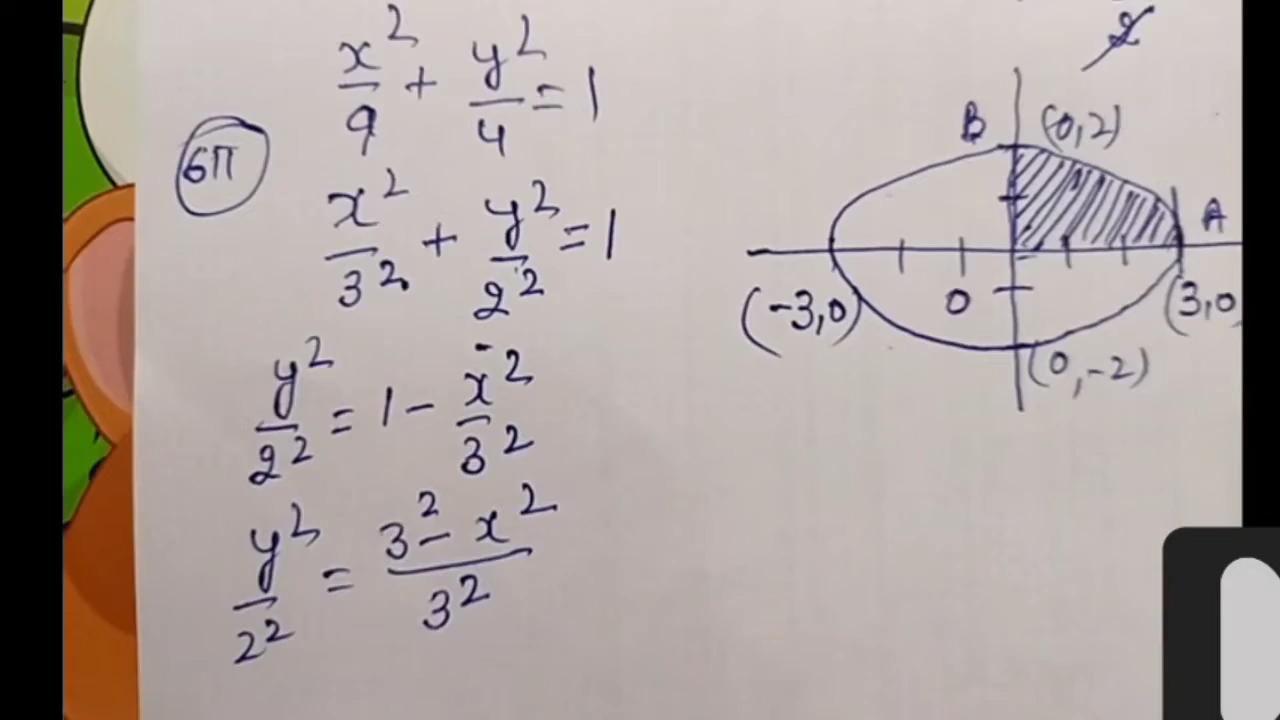 x²/9 + y²/4 = 1
6π
x²/3² + y²/2² = 1
y²/2² = 1 - x²/3²
y²/2² = 3² - x²/3²
2
B (0,2)
A
(-3,0) 0 (3,0
(0,-2)